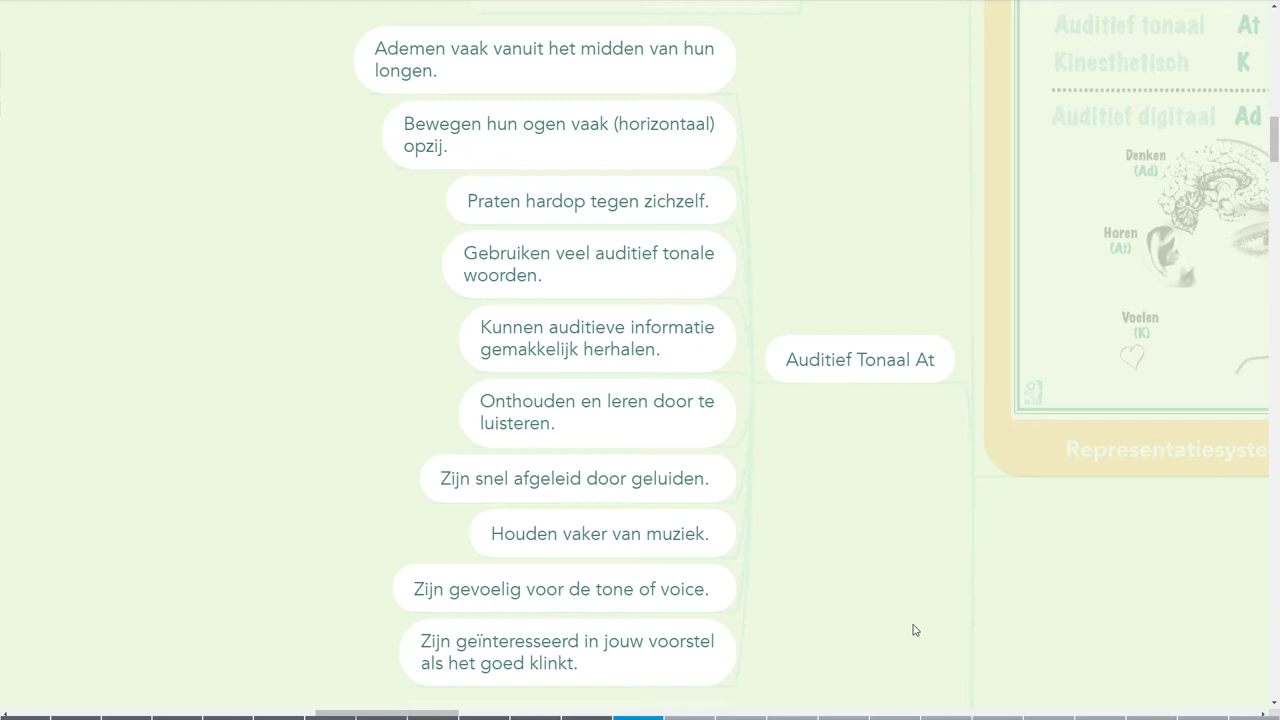 Ademen vaak vanuit het midden van hun
longen.
Bewegen hun ogen vaak (horizontaal)
opzij.
Praten hardop tegen zichzelf.
Gebruiken veel auditief tonale
woorden.
Kunnen auditieve informatie
gemakkelijk herhalen.
Onthouden en leren door te
luisteren.
Zijn snel afgeleid door geluiden.
Houden vaker van muziek.
Zijn gevoelig voor de tone of voice.
Zijn geïnteresseerd in jouw voorstel
als het goed klinkt.
Auditief Tonaal At
Auditief tonaal At
Kinesthetisch K
Auditief digitaal Ad
Denken
(Ad)
Horen
(At)
Voelen
(K)
Representatiesyste